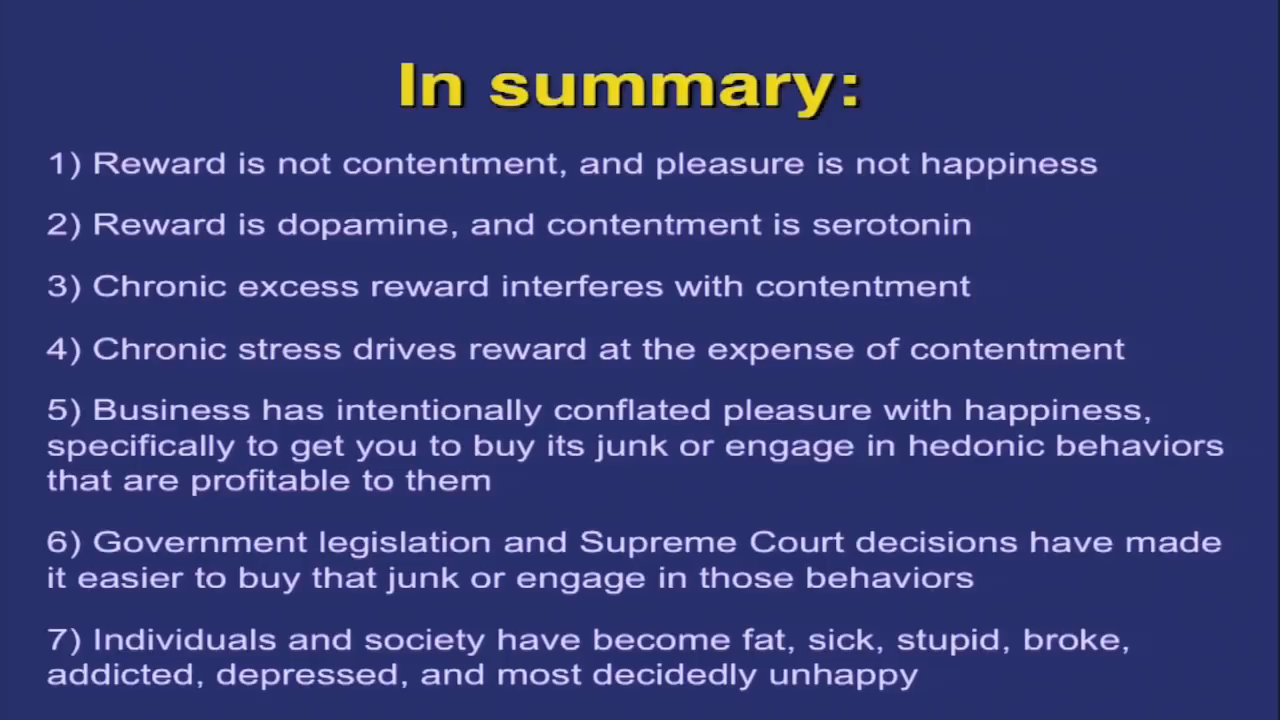 In summary:
1) Reward is not contentment, and pleasure is not happiness
2) Reward is dopamine, and contentment is serotonin
3) Chronic excess reward interferes with contentment
4) Chronic stress drives reward at the expense of contentment
5) Business has intentionally conflated pleasure with happiness,
specifically to get you to buy its junk or engage in hedonic behaviors
that are profitable to them
6) Government legislation and Supreme Court decisions have made
it easier to buy that junk or engage in those behaviors
7) Individuals and society have become fat, sick, stupid, broke,
addicted, depressed, and most decidedly unhappy